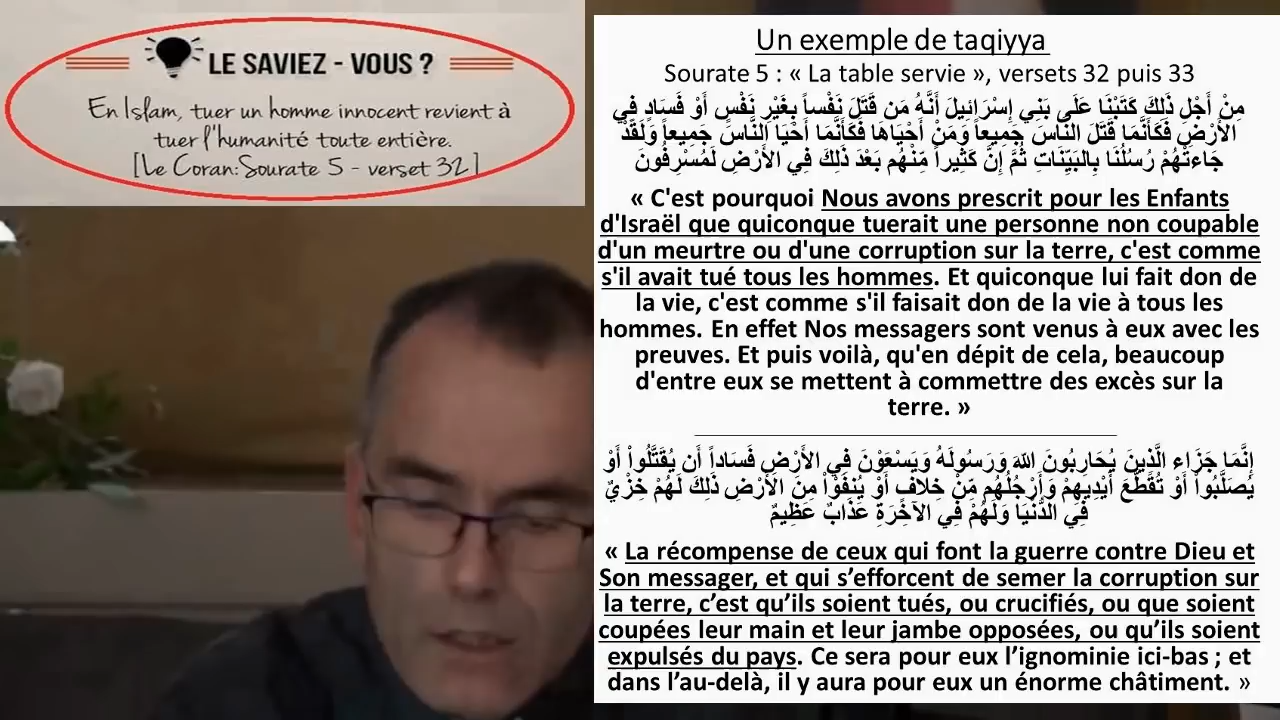 LE SAVIEZ - VOUS ?
En Islam, tuer un homme innocent revient à
tuer l'humanité toute entière.
[Le Coran: Sourate 5 - verset 32]
Un exemple de taqiyya
Sourate 5 : « La table servie », versets 32 puis 33
مِنْ أَجْلِ ذَلِكَ كَتَبْنَا عَلَى بَنِي إِسْرَائِيلَ أَنَّهُ مَن قَتَلَ نَفْساً بِغَيْرِ نَفْسٍ أَوْ فَسَادٍ فِي
الأَرْضِ فَكَأَنَّمَا قَتَلَ النَّاسَ جَمِيعاً وَمَنْ أَحْيَاهَا فَكَأَنَّمَا أَحْيَا النَّاسَ جَمِيعاً وَلَقَدْ
جَاءتْهُمْ رُسُلُنَا بِالبَيِّنَاتِ ثُمَّ إِنَّ كَثِيراً مِّنْهُم بَعْدَ ذَلِكَ فِي الأَرْضِ لَمُسْرِفُونَ
« C'est pourquoi Nous avons prescrit pour les Enfants
d'Israël que quiconque tuerait une personne non coupable
d'un meurtre ou d'une corruption sur la terre, c'est comme
s'il avait tué tous les hommes. Et quiconque lui fait don de
la vie, c'est comme s'il faisait don de la vie à tous les
hommes. En effet Nos messagers sont venus à eux avec les
preuves. Et puis voilà, qu'en dépit de cela, beaucoup
d'entre eux se mettent à commettre des excès sur la
terre. »
إِنَّمَا جَزَاء الَّذِينَ يُحَارِبُونَ اللّهَ وَرَسُولَهُ وَيَسْعَوْنَ فِي الأَرْضِ فَسَاداً أَن يُقَتَّلُواْ أَوْ
يُصَلَّبُواْ أَوْ تُقَطَّعَ أَيْدِيهِمْ وَأَرْجُلُهُم مِّنْ خِلافٍ أَوْ يُنفَوْاْ مِنَ الأَرْضِ ذَلِكَ لَهُمْ خِزْيٌ
فِي الدُّنْيَا وَلَهُمْ فِي الآخِرَةِ عَذَابٌ عَظِيمٌ
« La récompense de ceux qui font la guerre contre Dieu et
Son messager, et qui s’efforcent de semer la corruption sur
la terre, c’est qu’ils soient tués, ou crucifiés, ou que soient
coupées leur main et leur jambe opposées, ou qu’ils soient
expulsés du pays. Ce sera pour eux l’ignominie ici-bas ; et
dans l’au-delà, il y aura pour eux un énorme châtiment. »